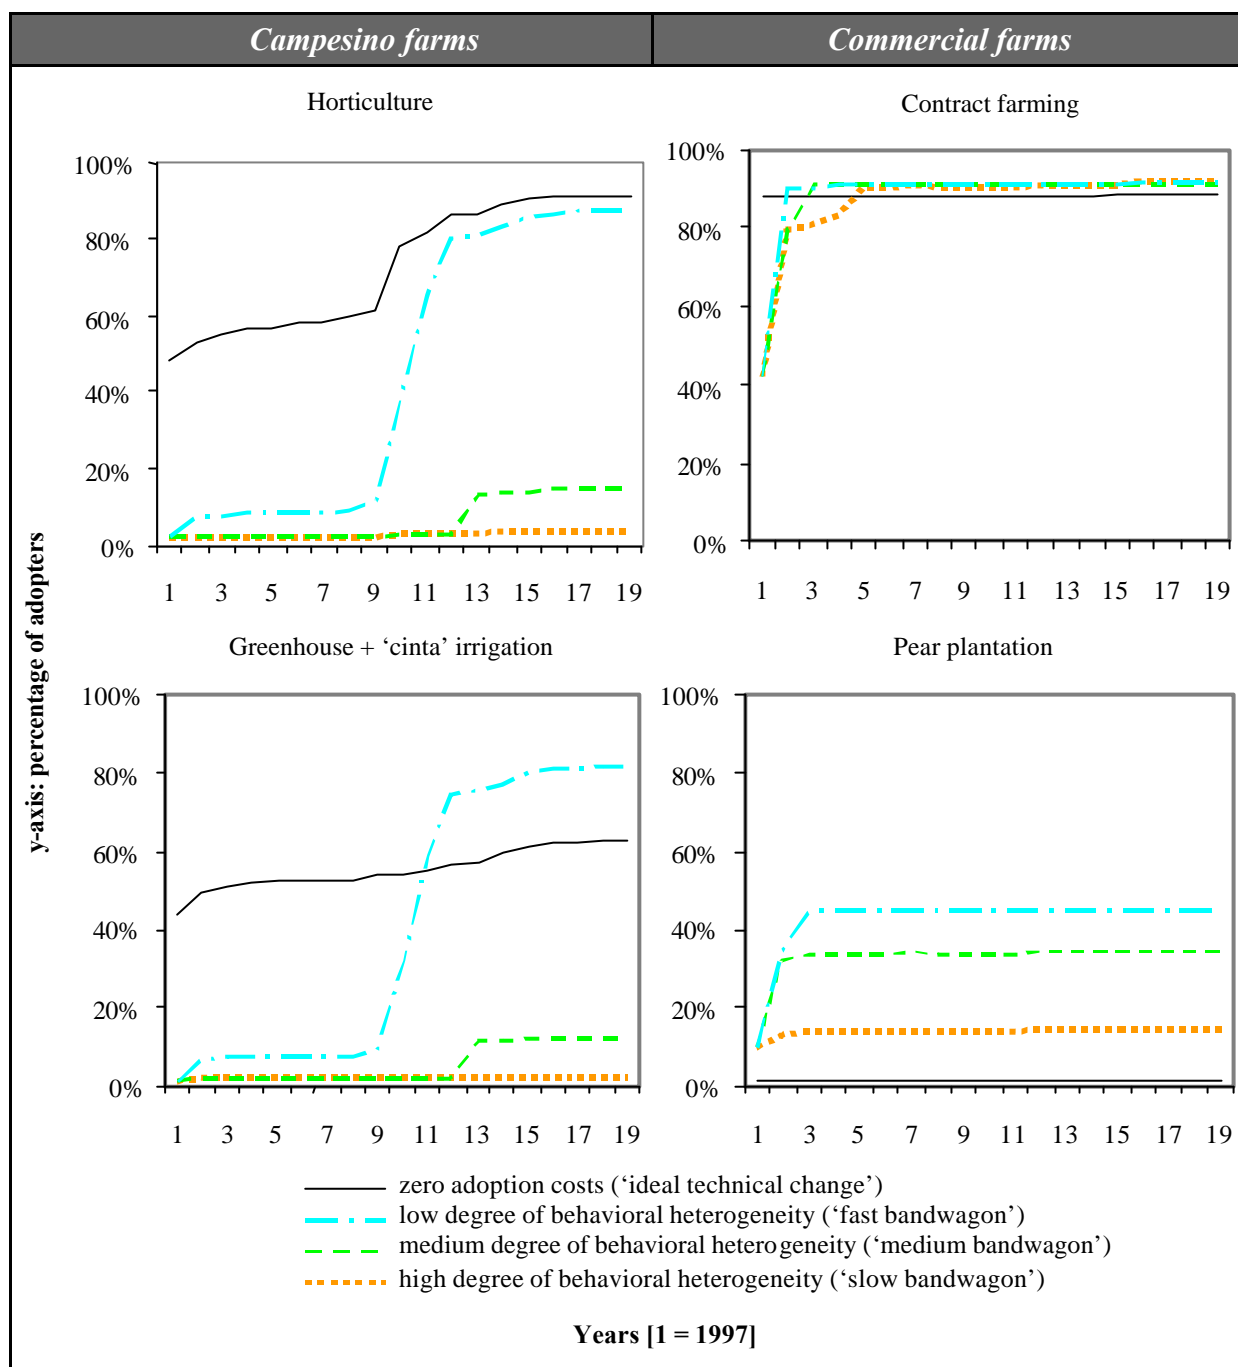 Campesino farms
Commercial farms
y-axis: percentage of adopters
Horticulture
100%
80%
60%
40%
20%
0%
1 3 5 7 9 11 13 15 17 19
Contract farming
100%
80%
60%
40%
20%
0%
1 3 5 7 9 11 13 15 17 19
Greenhouse + ‘cinta’ irrigation
100%
80%
60%
40%
20%
0%
1 3 5 7 9 11 13 15 17 19
Pear plantation
100%
80%
60%
40%
20%
0%
1 3 5 7 9 11 13 15 17 19
zero adoption costs (‘ideal technical change’)
low degree of behavioral heterogeneity (‘fast bandwagon’)
medium degree of behavioral heterogeneity (‘medium bandwagon’)
high degree of behavioral heterogeneity (‘slow bandwagon’)
Years [1 = 1997]